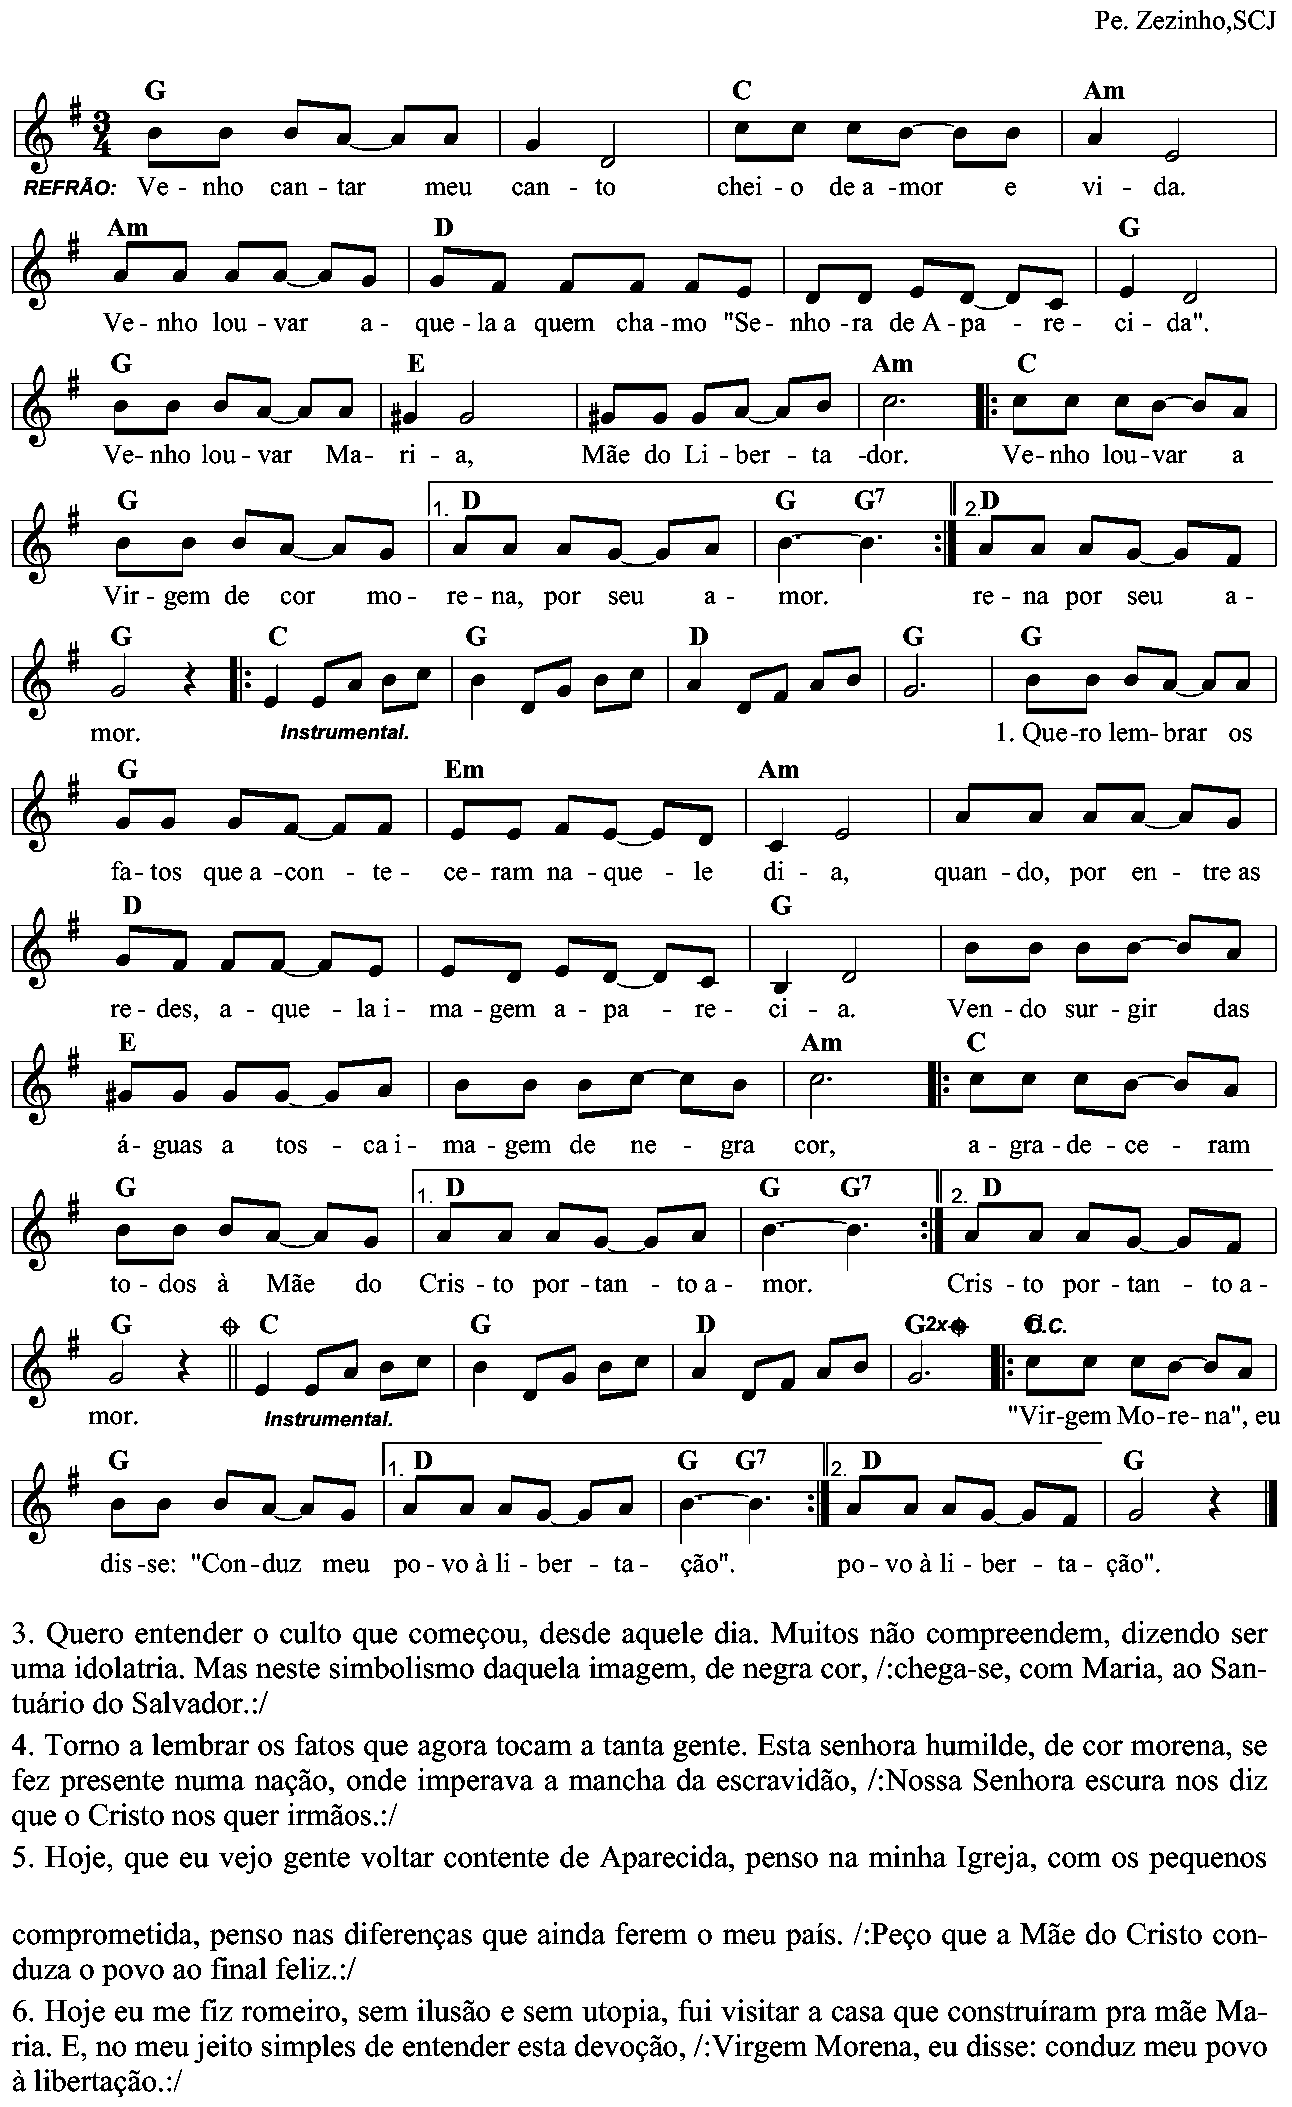 Pe. Zezinho,SCJ
G C Am
3/4
REFRÃO: Ve - nho can - tar meu can - to chei - o de a - mor e vi - da.
Am D G
Ve - nho lou - var a - que - la a quem cha - mo "Se - nho - ra de A - pa - re - ci - da".
G E Am C
Ve - nho lou - var Ma - ri - a, Mãe do Li - ber - ta -dor. Ve - nho lou - var a
G 1. D G G7 2. D
Vir - gem de cor mo - re - na, por seu a - mor. re - na por seu a -
G C G D G G
mor. Instrumental. 1. Que - ro lem - brar os
G Em Am
fa - tos que a - con - te - ce - ram na - que - le di - a, quan - do, por en - tre as
D G
re - des, a - que - la i - ma - gem a - pa - re - ci - a. Ven - do sur - gir das
E Am C
á - guas a tos - ca i - ma - gem de ne - gra cor, a - gra - de - ce - ram
G 1. D G G7 2. D
to - dos à Mãe do Cris - to por - tan - to a - mor. Cris - to por - tan - to a -
G C G D G 2x D.C.
mor. Instrumental. "Vir - gem Mo - re - na", eu
G 1. D G G7 2. D G
dis - se: "Con - duz meu po - vo à li - ber - ta - ção". po - vo à li - ber - ta - ção".
3. Quero entender o culto que começou, desde aquele dia. Muitos não compreendem, dizendo ser
uma idolatria. Mas neste simbolismo daquela imagem, de negra cor, /:chega-se, com Maria, ao San-
tuário do Salvador.:/
4. Torno a lembrar os fatos que agora tocam a tanta gente. Esta senhora humilde, de cor morena, se
fez presente numa nação, onde imperava a mancha da escravidão, /:Nossa Senhora escura nos diz
que o Cristo nos quer irmãos.:/
5. Hoje, que eu vejo gente voltar contente de Aparecida, penso na minha Igreja, com os pequenos
comprometida, penso nas diferenças que ainda ferem o meu país. /:Peço que a Mãe do Cristo con-
duza o povo ao final feliz.:/
6. Hoje eu me fiz romeiro, sem ilusão e sem utopia, fui visitar a casa que construíram pra mãe Ma-
ria. E, no meu jeito simples de entender esta devoção, /:Virgem Morena, eu disse: conduz meu povo
à libertação.:/